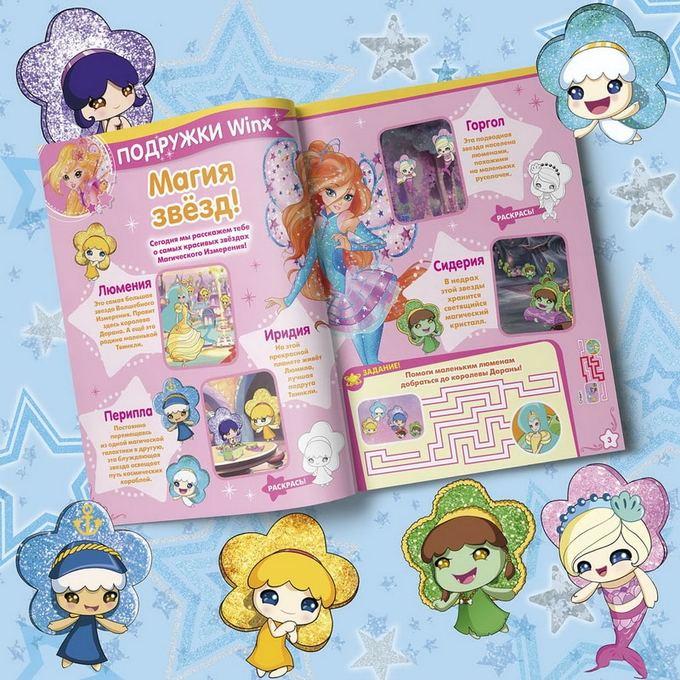 ПОДРУЖКИ Winx
Магия
звёзд!
Сегодня мы расскажем тебе
о самых красивых звёздах
Магического Измерения!
Люмения
Это самая большая
звезда Волшебного
Измерения. Правит
здесь королева
Дорана. А ещё это
родина маленькой
Твинкли.
Иридия
На этой
прекрасной
планете живёт
Люмила,
лучшая
подруга
Твинкли.
Периппа
Постоянно
перемещаясь
из одной магической
галактики в другую,
эта блуждающая
звезда освещает
путь космических
кораблей.
РАСКРАСЬ!
Горгол
Эта подводная
звезда населена
люменами,
похожими
на маленьких
русалочек.
РАСКРАСЬ!
Сидерия
В недрах
этой звезды
хранится
светящийся
магический
кристалл.
ЗАДАНИЕ!
Помоги маленьким люменам
добраться до королевы Дораны!
3